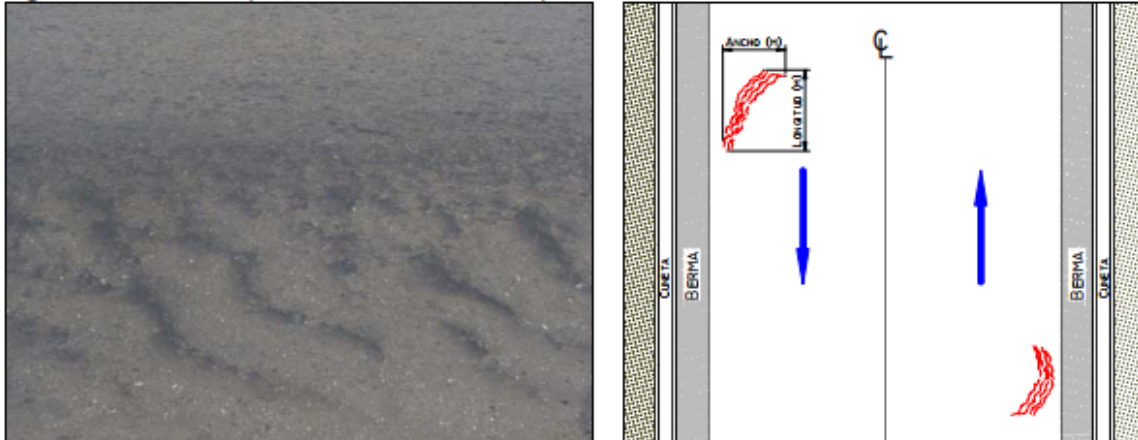 ANCHO (M)
LONGITUD (M)
CL
CUNETA
BERMA
BERMA
CUNETA